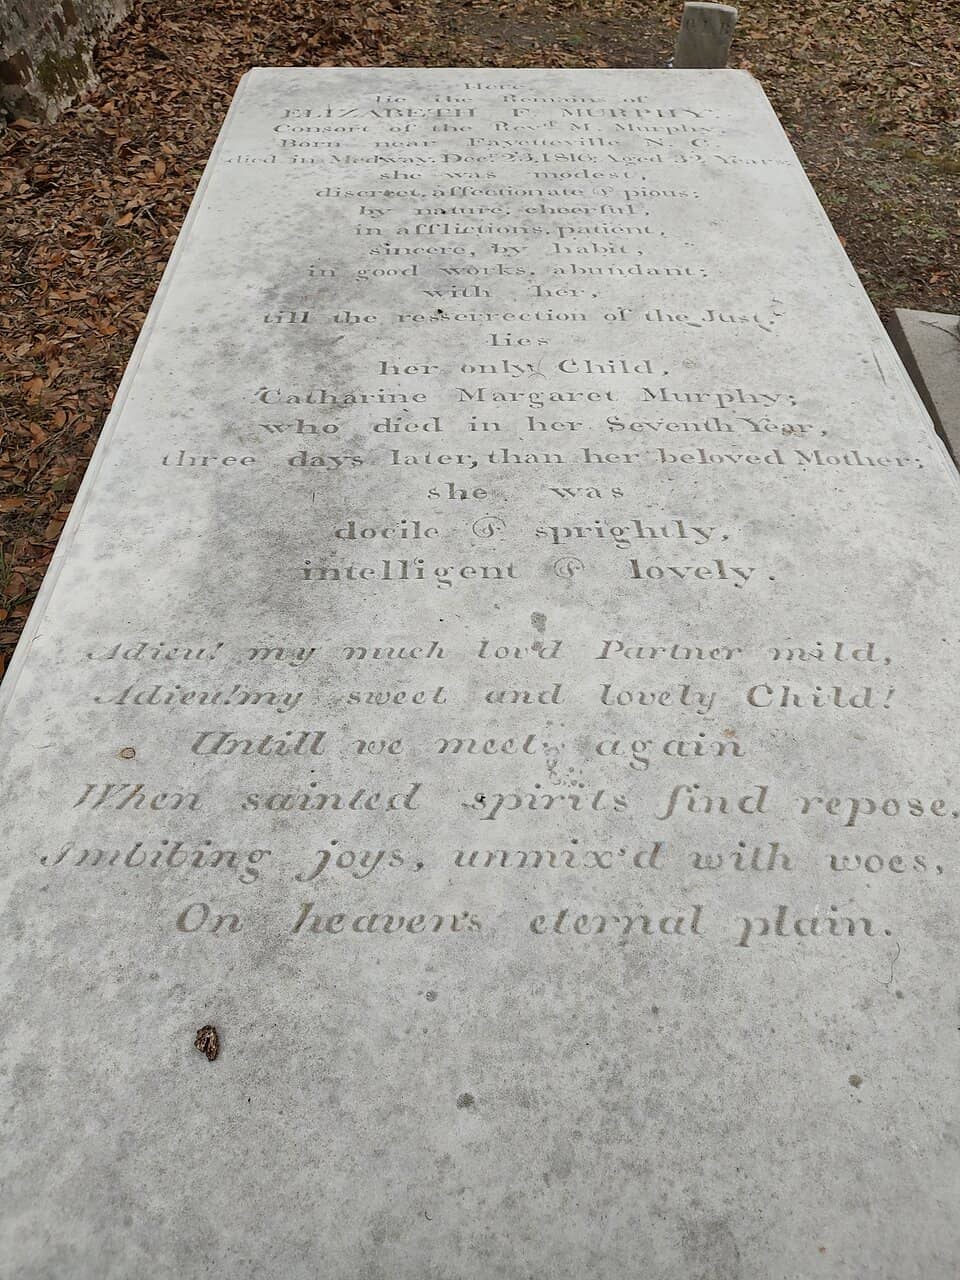 Here,
lie the Remains of
ELIZABETH F. MURPHY.
Consort of the Revd. M. Murphy,
Born near Fayetteville N. C.
died in Medway, Decr. 23, 1816; Aged 32 Years;
she was modest,
discreet, affectionate & pious;
by nature, cheerful,
in afflictions, patient,
sincere, by habit,
in good works, abundant;
with her,
till the resserrection of the Just,
lies
her only Child,
Catharine Margaret Murphy;
who died in her Seventh Year,
three days later, than her beloved Mother;
she was
docile & sprightly,
intelligent & lovely.
Adieu! my much lov'd Partner mild,
Adieu! my sweet and lovely Child!
Untill we meet again
When sainted spirits find repose,
Imbibing joys, unmix'd with woes,
On heaven's eternal plain.